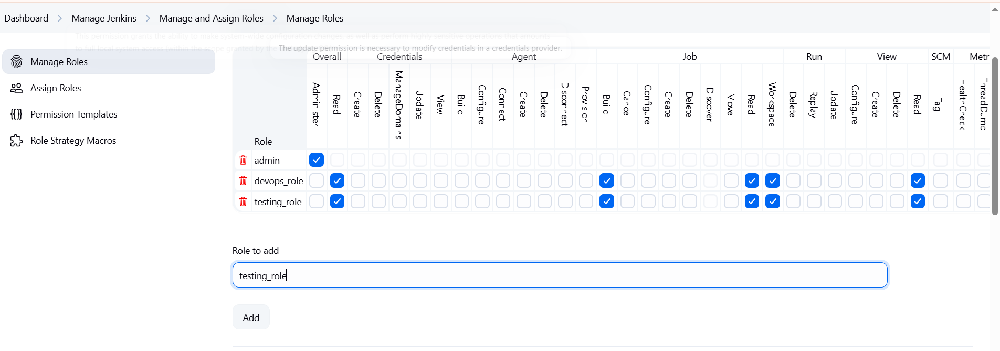 Dashboard > Manage Jenkins > Manage and Assign Roles > Manage Roles
This permission grants the ability to make system-wide configuration changes, as well as perform highly sensitive operations that amounts
to full local system access (within the scope granted by the
The update permission is necessary to modify credentials in a credentials provider.
Manage Roles
Assign Roles
Permission Templates
Role Strategy Macros
Overall Credentials Agent Job Run View SCM Metri
Role Administer Read Create Delete ManageDomains Update View Build Configure Connect Create Delete Disconnect Provision Build Cancel Configure Create Delete Discover Move Read Workspace Delete Replay Update Configure Create Delete Read Tag HealthCheck ThreadDump
admin
devops_role
testing_role
Role to add
testing_role
Add